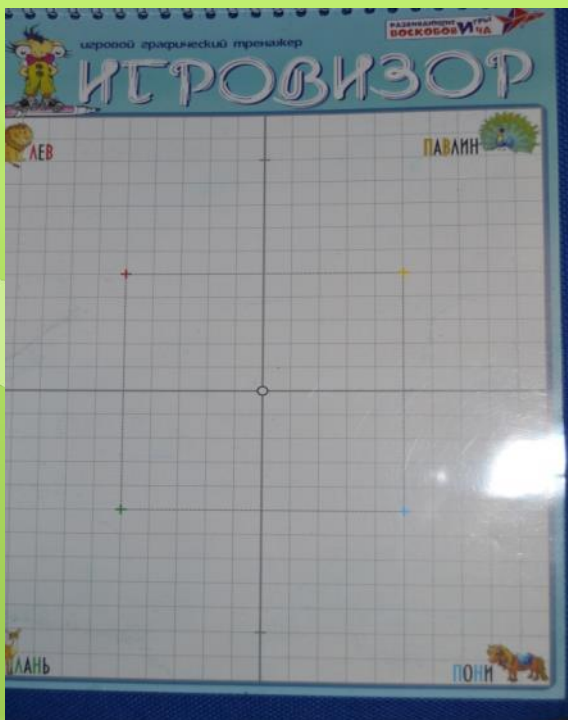 РАЗВИВАЮЩИЕ ИГРЫ
ВОСКОБОВИЧА
игровой графический тренажер
ИГРОВИЗОР
ЛЕВ
ПАВЛИН
ЛАНЬ
ПОНИ